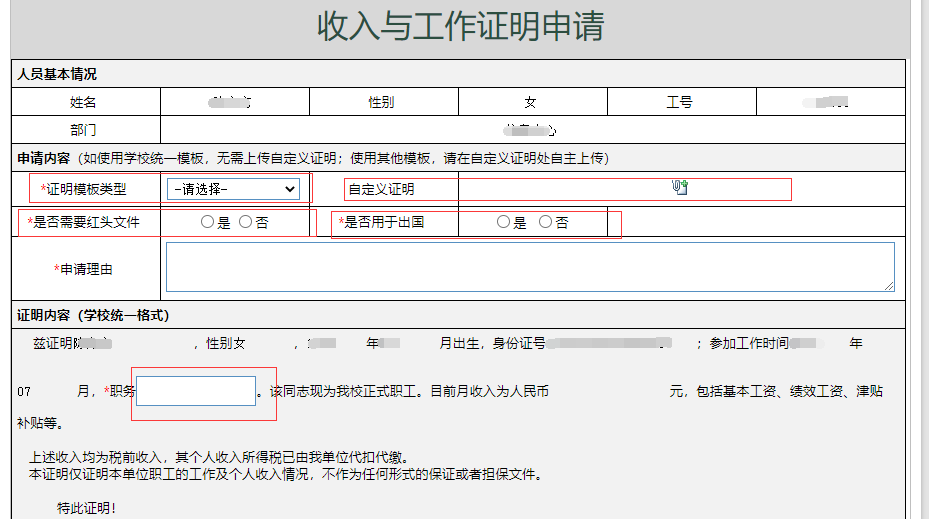 收入与工作证明申请
人员基本情况
姓名 性别 女 工号
部门
申请内容（如使用学校统一模板，无需上传自定义证明；使用其他模板，请在自定义证明处自主上传）
*证明模板类型 -请选择- 自定义证明
*是否需要红头文件 是 否 *是否用于出国 是 否
*申请理由
证明内容（学校统一格式）
兹证明 ，性别女 ， 年 月出生，身份证号 ；参加工作时间 年
07 月，*职务 。该同志现为我校正式职工。目前月收入为人民币 元，包括基本工资、绩效工资、津贴
补贴等。
上述收入均为税前收入，其个人收入所得税已由我单位代扣代缴。
本证明仅证明本单位职工的工作及个人收入情况，不作为任何形式的保证或者担保文件。
特此证明！